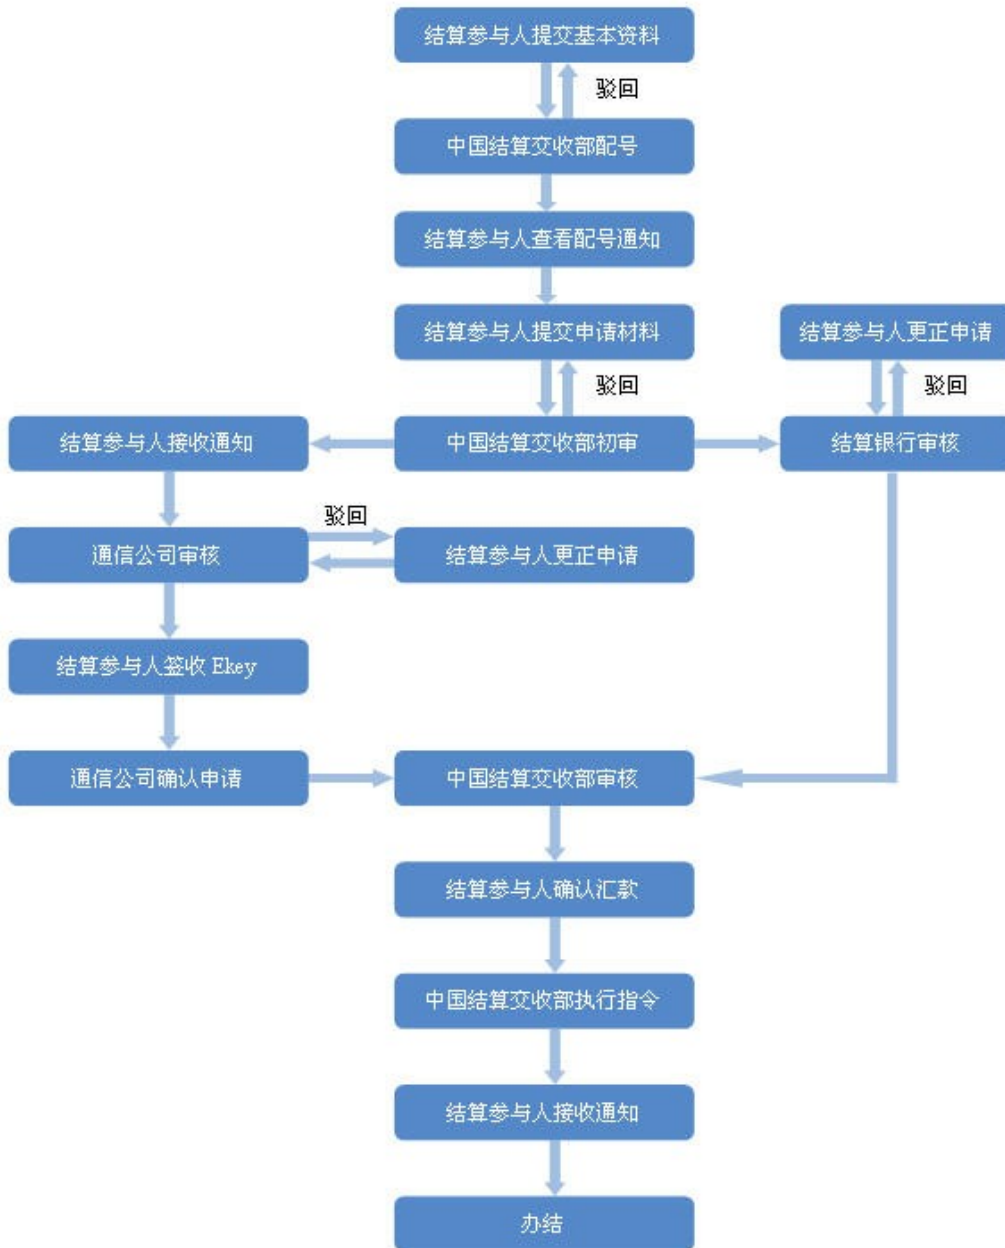 结算参与人提交基本资料
驳回
中国结算交收部配号
结算参与人查看配号通知
结算参与人提交申请材料
结算参与人更正申请
驳回
驳回
结算参与人接收通知
中国结算交收部初审
结算银行审核
驳回
通信公司审核
结算参与人更正申请
结算参与人签收 Ekey
通信公司确认申请
中国结算交收部审核
结算参与人确认汇款
中国结算交收部执行指令
结算参与人接收通知
办结